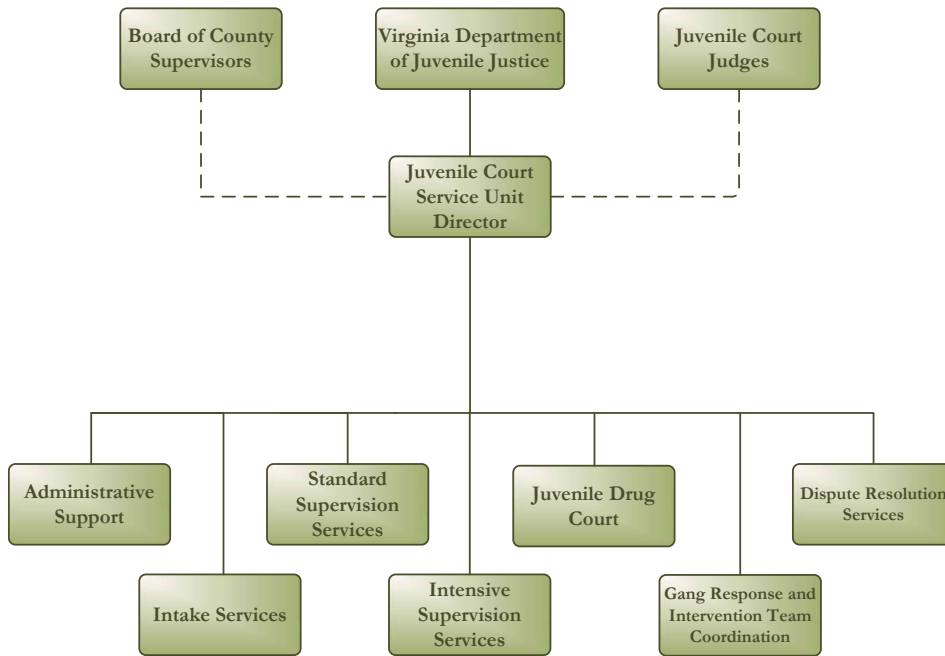 Board of County
Supervisors
Virginia Department
of Juvenile Justice
Juvenile Court
Judges
Juvenile Court
Service Unit
Director
Administrative
Support
Standard
Supervision
Services
Juvenile Drug
Court
Dispute Resolution
Services
Intake Services
Intensive
Supervision
Services
Gang Response and
Intervention Team
Coordination